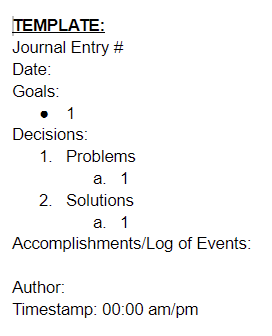 TEMPLATE:
Journal Entry #
Date:
Goals:
● 1
Decisions:
1. Problems
a. 1
2. Solutions
a. 1
Accomplishments/Log of Events:
Author:
Timestamp: 00:00 am/pm